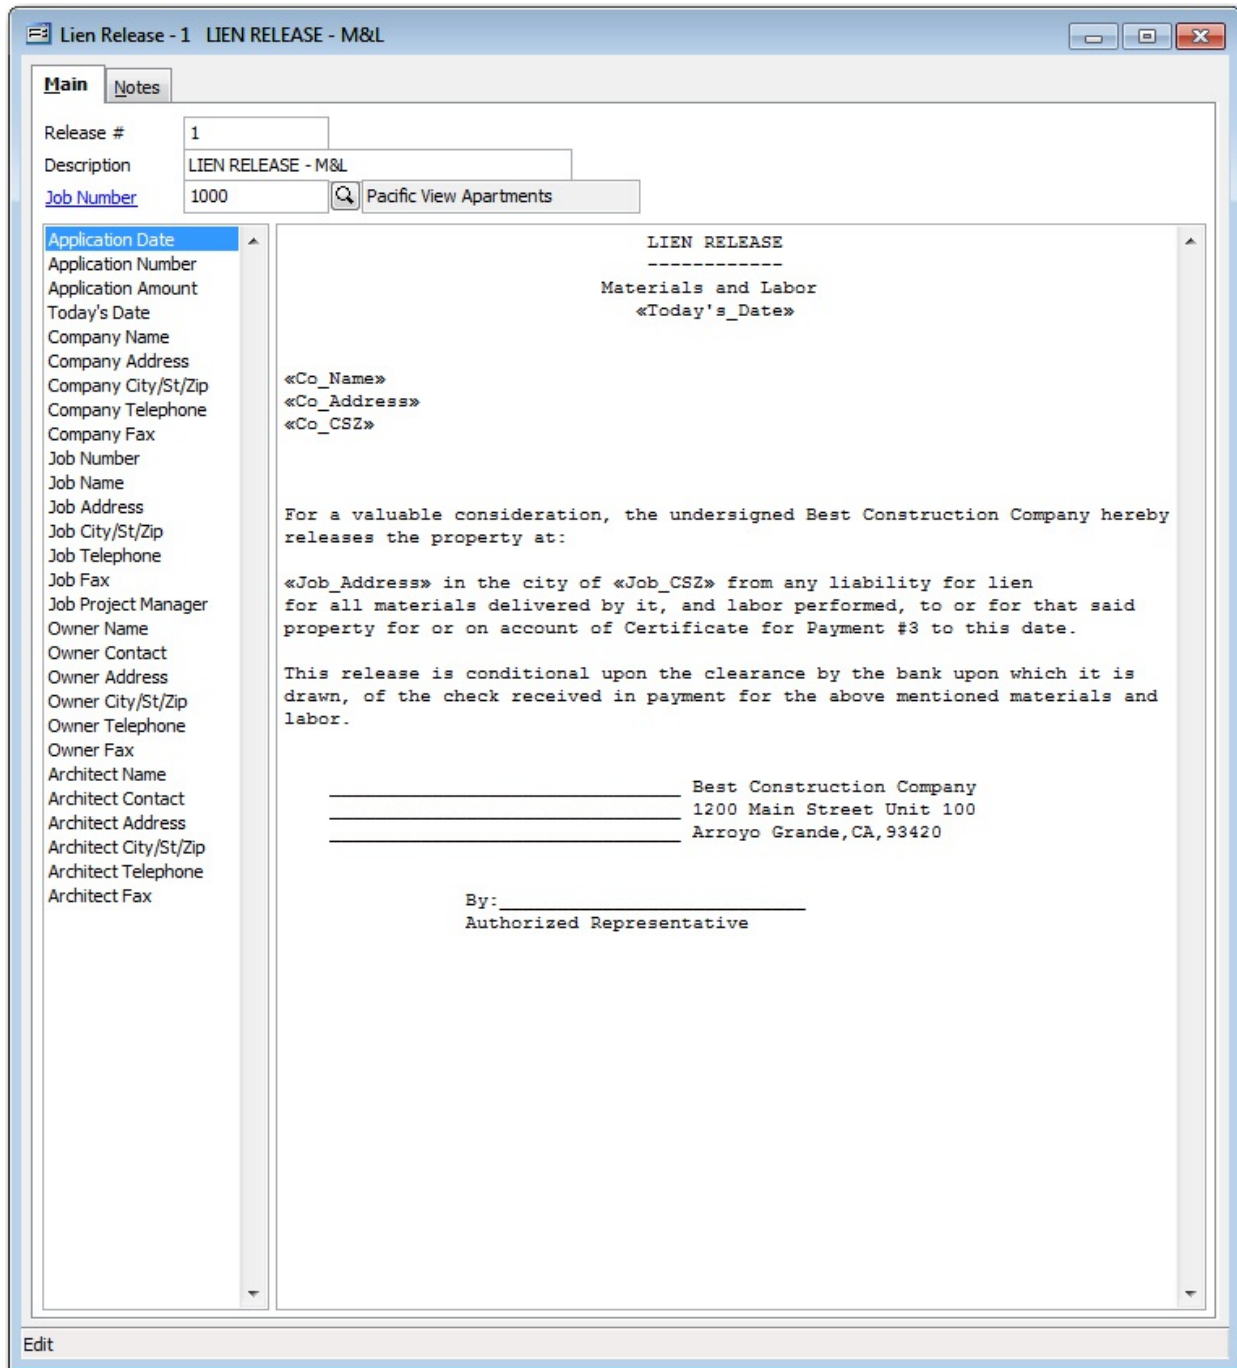 Lien Release - 1   LIEN RELEASE - M&L
Main
Notes
Release #
1
Description
LIEN RELEASE - M&L
Job Number
1000
Pacific View Apartments
Application Date
Application Number
Application Amount
Today's Date
Company Name
Company Address
Company City/St/Zip
Company Telephone
Company Fax
Job Number
Job Name
Job Address
Job City/St/Zip
Job Telephone
Job Fax
Job Project Manager
Owner Name
Owner Contact
Owner Address
Owner City/St/Zip
Owner Telephone
Owner Fax
Architect Name
Architect Contact
Architect Address
Architect City/St/Zip
Architect Telephone
Architect Fax
LIEN RELEASE
------------
Materials and Labor
«Today's_Date»
«Co_Name»
«Co_Address»
«Co_CSZ»
For a valuable consideration, the undersigned Best Construction Company hereby
releases the property at:
«Job_Address» in the city of «Job_CSZ» from any liability for lien
for all materials delivered by it, and labor performed, to or for that said
property for or on account of Certificate for Payment #3 to this date.
This release is conditional upon the clearance by the bank upon which it is
drawn, of the check received in payment for the above mentioned materials and
labor.
_______________________________ Best Construction Company
_______________________________ 1200 Main Street Unit 100
_______________________________ Arroyo Grande,CA,93420
By:___________________________
Authorized Representative
Edit